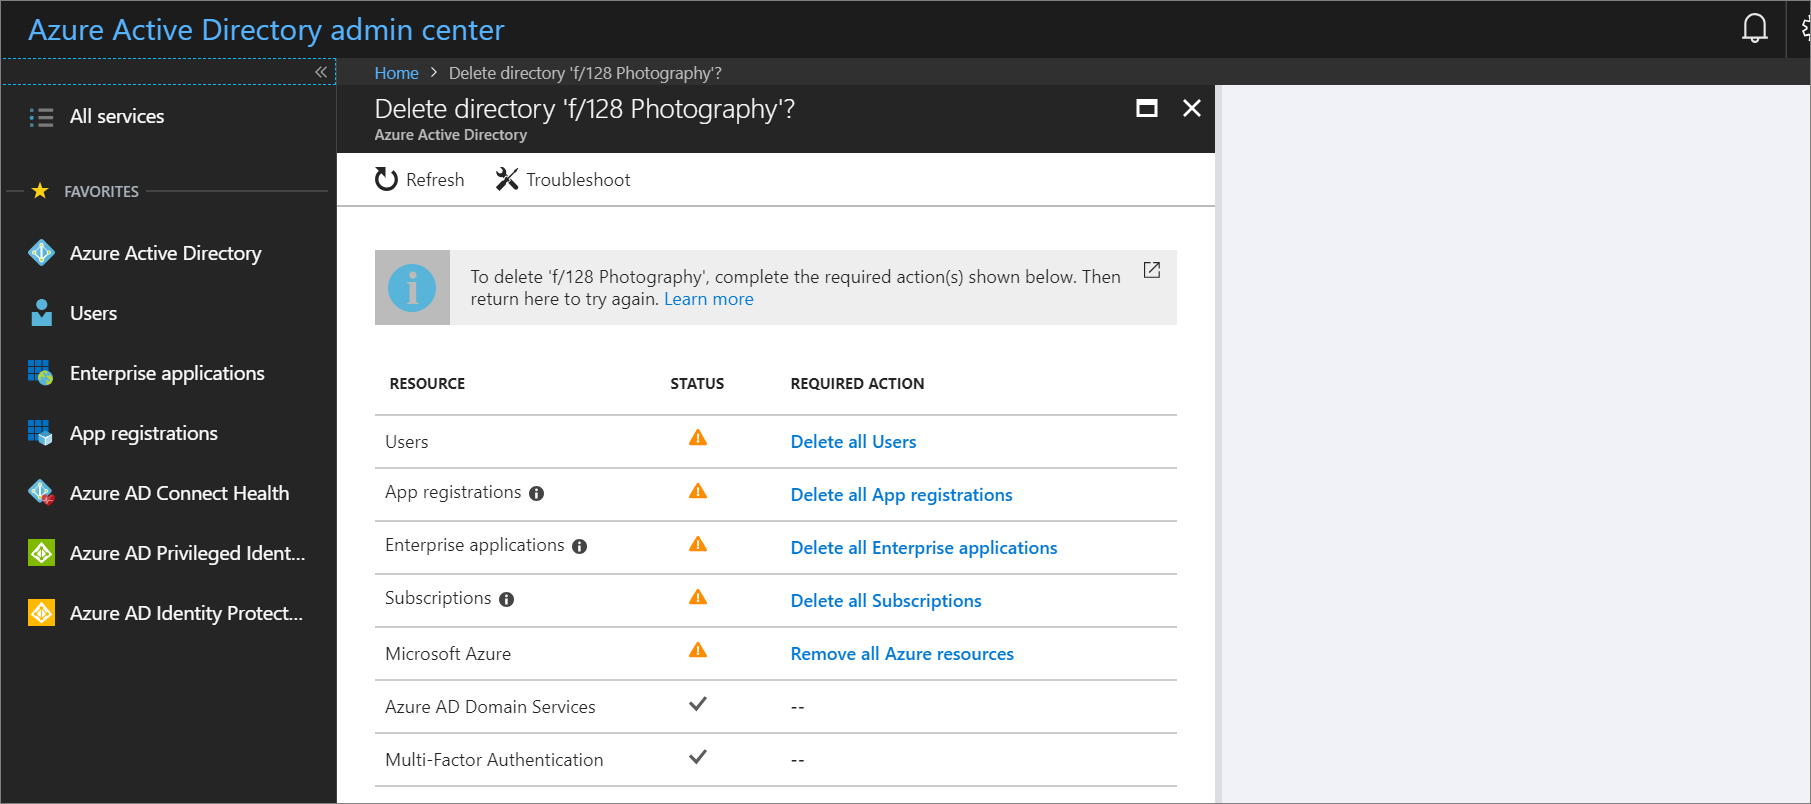 Azure Active Directory admin center
Home > Delete directory 'f/128 Photography'?
All services
FAVORITES
Azure Active Directory
Users
Enterprise applications
App registrations
Azure AD Connect Health
Azure AD Privileged Ident...
Azure AD Identity Protect...
Delete directory 'f/128 Photography'?
Azure Active Directory
Refresh Troubleshoot
To delete 'f/128 Photography', complete the required action(s) shown below. Then
return here to try again. Learn more
RESOURCE STATUS REQUIRED ACTION
Users Delete all Users
App registrations Delete all App registrations
Enterprise applications Delete all Enterprise applications
Subscriptions Delete all Subscriptions
Microsoft Azure Remove all Azure resources
Azure AD Domain Services --
Multi-Factor Authentication --